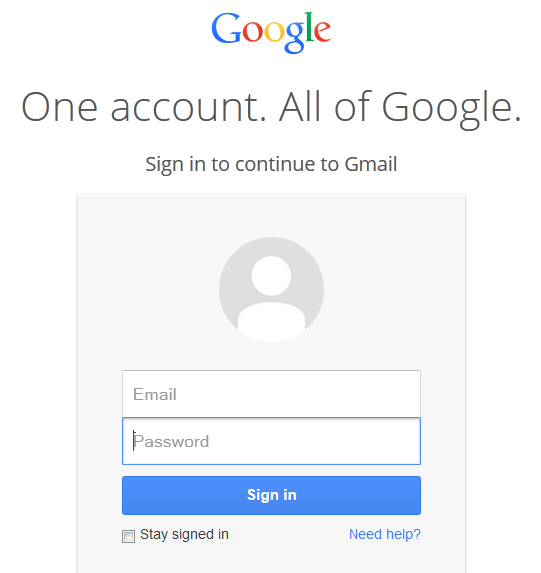 Google
One account. All of Google.
Sign in to continue to Gmail
Email
Password
Sign in
Stay signed in Need help?